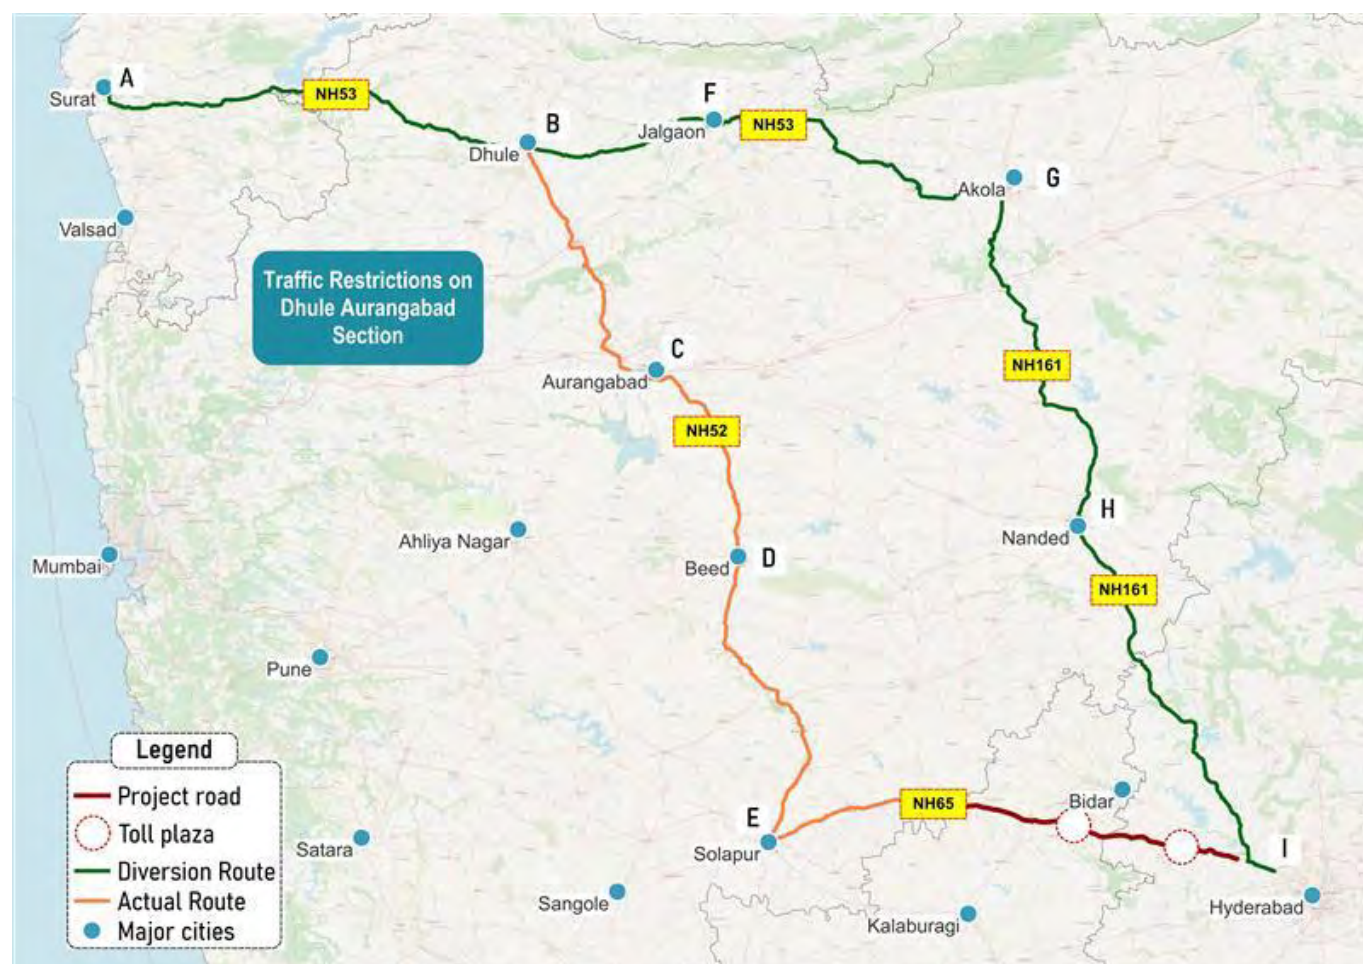 A
Surat
NH53
B
Dhule
F
Jalgaon
NH53
G
Akola
Valsad
Traffic Restrictions on
Dhule Aurangabad
Section
C
Aurangabad
NH161
NH52
H
Nanded
Ahliya Nagar
D
Beed
Mumbai
NH161
Pune
Legend
Project road
Toll plaza
Diversion Route
Actual Route
Major cities
E
Solapur
NH65
Bidar
I
Hyderabad
Satara
Sangole
Kalaburagi